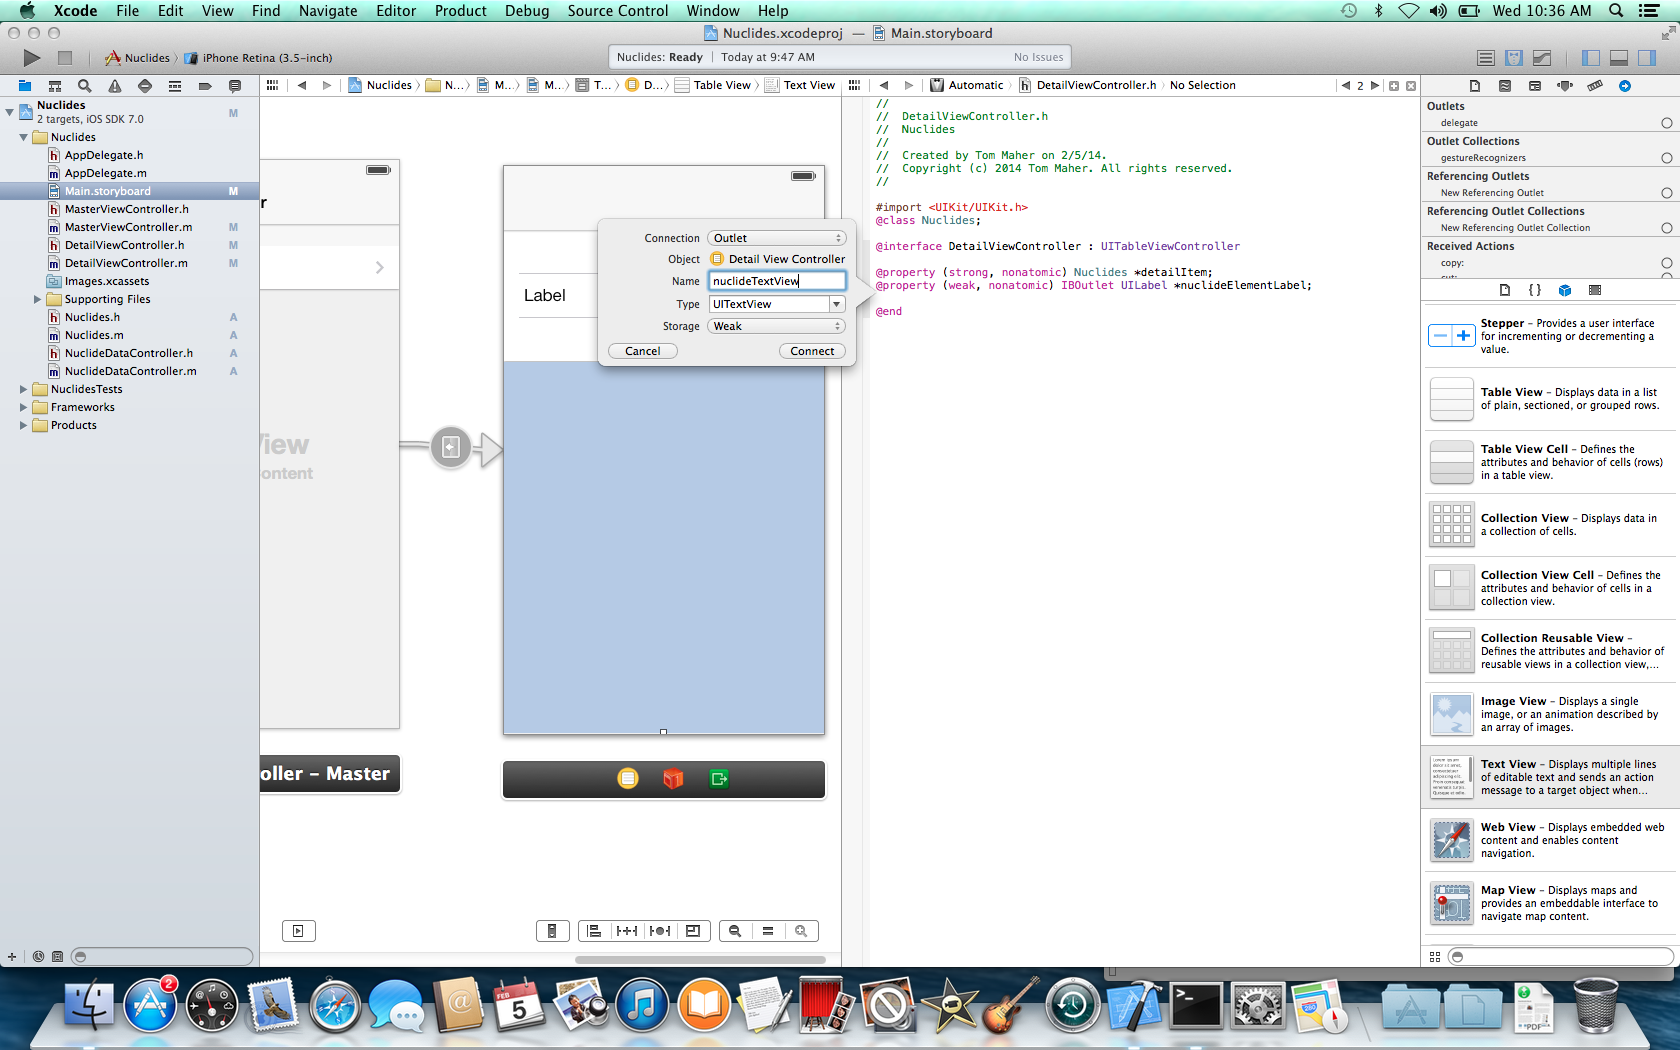 Xcode File Edit View Find Navigate Editor Product Debug Source Control Window Help Wed 10:36 AM
Nuclides.xcodeproj — Main.storyboard
Nuclides iPhone Retina (3.5-inch)
Nuclides: Ready Today at 9:47 AM No Issues
Nuclides N... M... M... T... D... Table View Text View
Automatic DetailViewController.h No Selection 2
Nuclides M
2 targets, iOS SDK 7.0
Nuclides
AppDelegate.h
AppDelegate.m
Main.storyboard M
MasterViewController.h
MasterViewController.m M
DetailViewController.h M
DetailViewController.m M
Images.xcassets
Supporting Files
Nuclides.h A
Nuclides.m A
NuclideDataController.h A
NuclideDataController.m A
NuclidesTests
Frameworks
Products
r
View
ontent
oller – Master
Label
Connection Outlet
Object Detail View Controller
Name nuclideTextView
Type UITextView
Storage Weak
Cancel Connect
//
// DetailViewController.h
// Nuclides
//
// Created by Tom Maher on 2/5/14.
// Copyright (c) 2014 Tom Maher. All rights reserved.
//
#import <UIKit/UIKit.h>
@class Nuclides;
@interface DetailViewController : UITableViewController
@property (strong, nonatomic) Nuclides *detailItem;
@property (weak, nonatomic) IBOutlet UILabel *nuclideElementLabel;
@end
Outlets
delegate
Outlet Collections
gestureRecognizers
Referencing Outlets
New Referencing Outlet
Referencing Outlet Collections
New Referencing Outlet Collection
Received Actions
copy:
cut:
{ }
Stepper – Provides a user interface
for incrementing or decrementing a
value.
Table View – Displays data in a list
of plain, sectioned, or grouped rows.
Table View Cell – Defines the
attributes and behavior of cells (rows)
in a table view.
Collection View – Displays data in
a collection of cells.
Collection View Cell – Defines the
attributes and behavior of cells in a
collection view.
Collection Reusable View –
Defines the attributes and behavior of
reusable views in a collection view,...
Image View – Displays a single
image, or an animation described by
an array of images.
Text View – Displays multiple lines
of editable text and sends an action
message to a target object when...
Web View – Displays embedded web
content and enables content
navigation.
Map View – Displays maps and
provides an embeddable interface to
navigate map content.
2
FEB
5
PDF